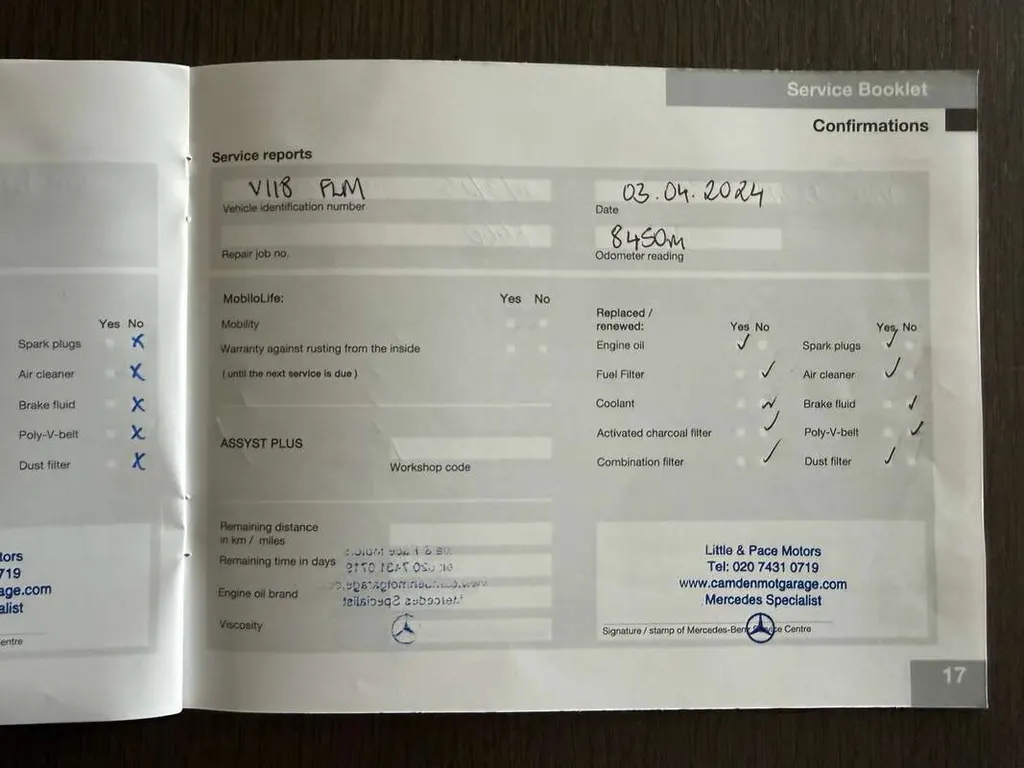 Service Booklet
Confirmations
Service reports
V118 FLM
Vehicle identification number
03.04.2024
Date
Repair job no.
8450m
Odometer reading
MobiloLife:
Yes No
Mobility
Warranty against rusting from the inside
( until the next service is due )
ASSYST PLUS
Workshop code
Remaining distance
in km / miles
Remaining time in days
Engine oil brand
Viscosity
Replaced /
renewed:
Yes No
Yes No
Engine oil
Spark plugs
Fuel Filter
Air cleaner
Coolant
Brake fluid
Activated charcoal filter
Poly-V-belt
Combination filter
Dust filter
Little & Pace Motors
Tel: 020 7431 0719
www.camdenmotgarage.com
Mercedes Specialist
Signature / stamp of Mercedes-Benz Service Centre
17
Yes No
Spark plugs
Air cleaner
Brake fluid
Poly-V-belt
Dust filter
tors
719
age.com
alist
entre